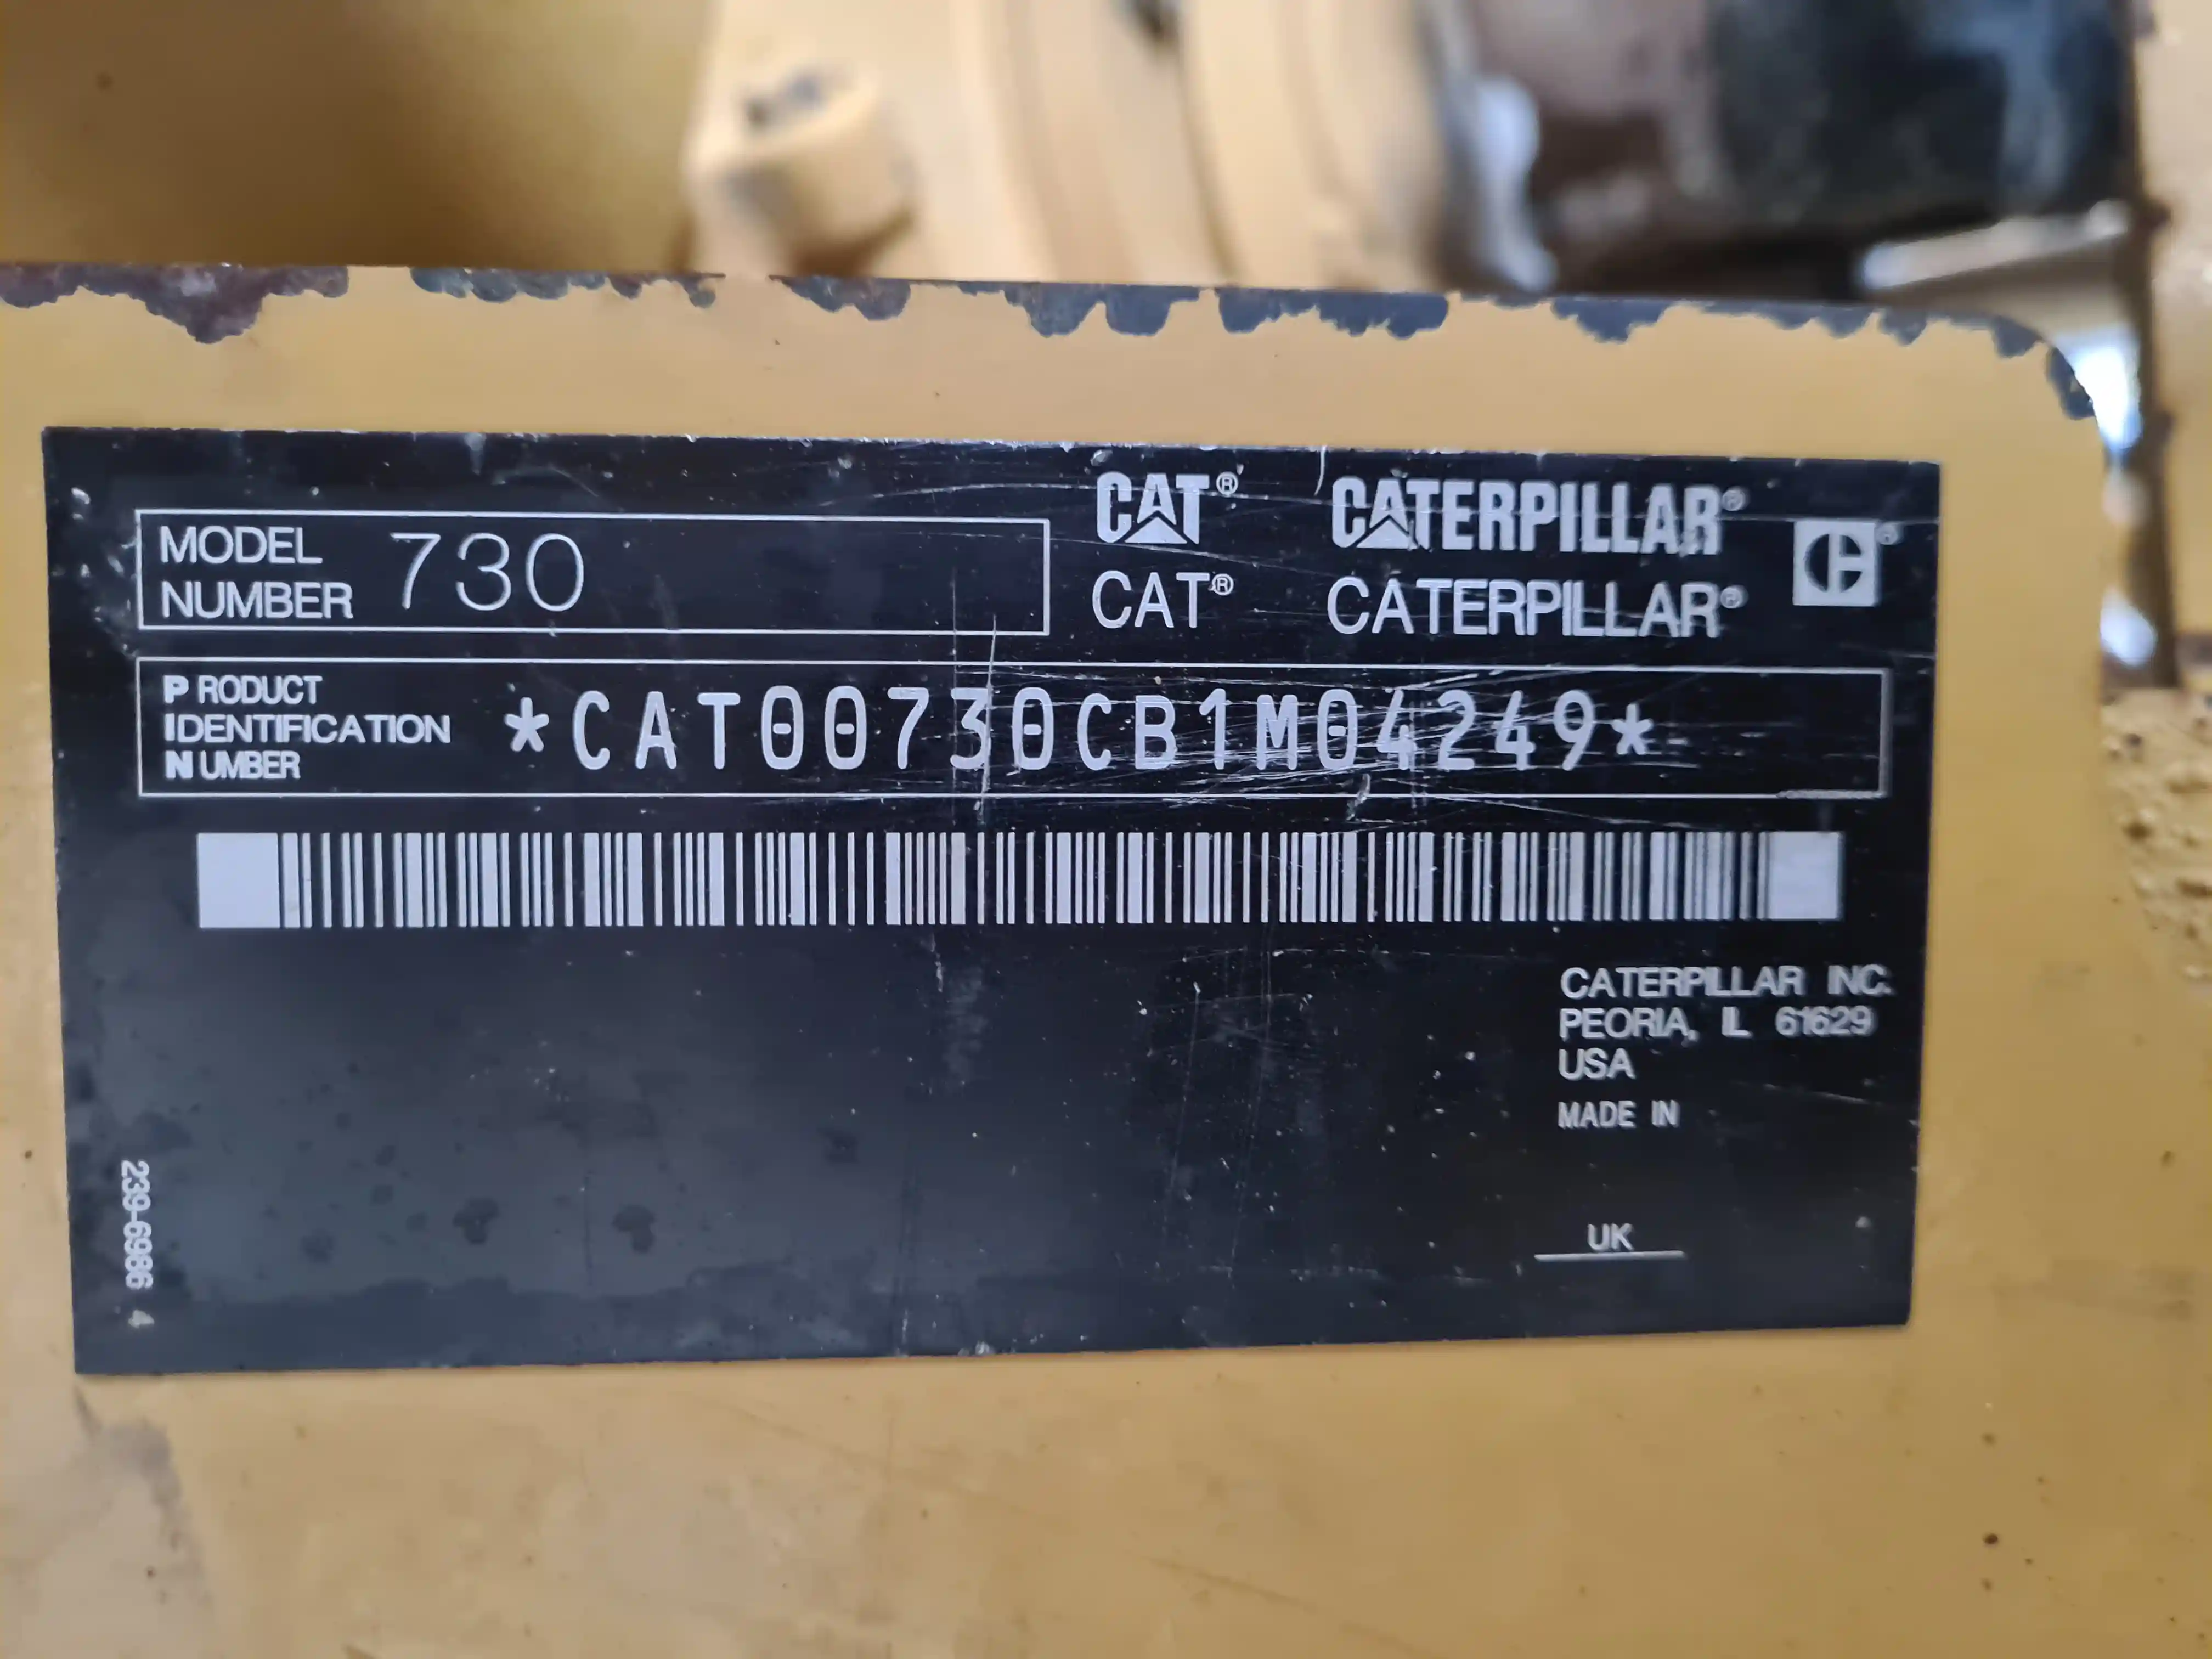 MODEL NUMBER 730
CAT® CATERPILLAR®
CAT® CATERPILLAR®
PRODUCT
IDENTIFICATION
NUMBER
*CAT00730CB1M04249*
CATERPILLAR INC.
PEORIA, IL 61629
USA
MADE IN
UK
239-6986 4